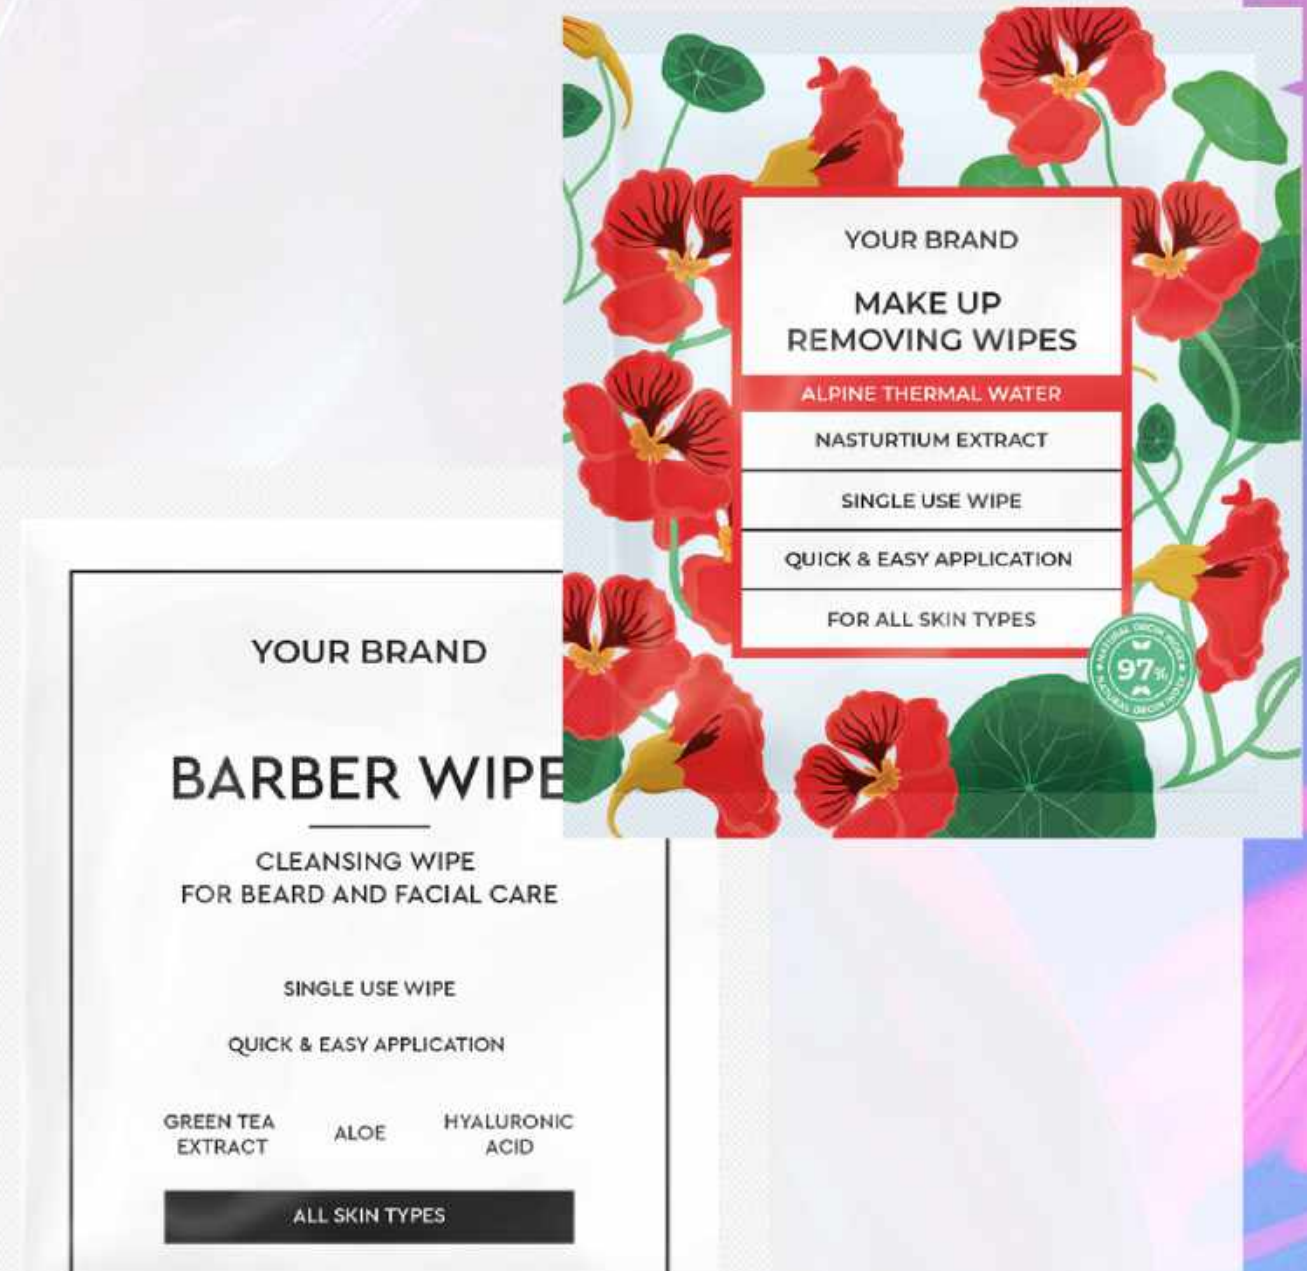 YOUR BRAND
MAKE UP
REMOVING WIPES
ALPINE THERMAL WATER
NASTURTIUM EXTRACT
SINGLE USE WIPE
QUICK & EASY APPLICATION
FOR ALL SKIN TYPES
97%
YOUR BRAND
BARBER WIPE
CLEANSING WIPE
FOR BEARD AND FACIAL CARE
SINGLE USE WIPE
QUICK & EASY APPLICATION
GREEN TEA
EXTRACT
ALOE
HYALURONIC
ACID
ALL SKIN TYPES